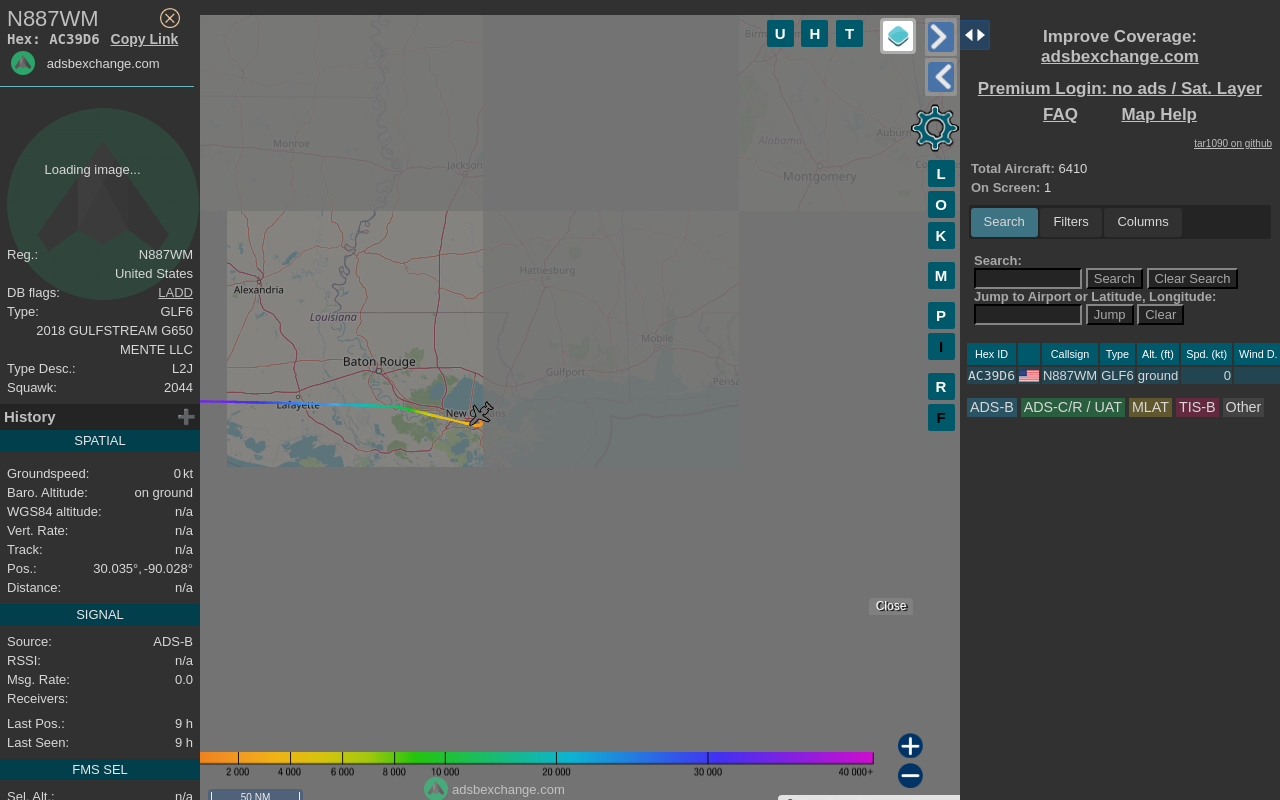 N887WM
Hex: AC39D6 Copy Link
adsbexchange.com
Loading image...
Reg.: N887WM
United States
DB flags: LADD
Type: GLF6
2018 GULFSTREAM G650
MENTE LLC
Type Desc.: L2J
Squawk: 2044
History
SPATIAL
Groundspeed: 0 kt
Baro. Altitude: on ground
WGS84 altitude: n/a
Vert. Rate: n/a
Track: n/a
Pos.: 30.035°, -90.028°
Distance: n/a
SIGNAL
Source: ADS-B
RSSI: n/a
Msg. Rate: 0.0
Receivers:
Last Pos.: 9 h
Last Seen: 9 h
FMS SEL
Sel. Alt.: n/a
U H T
Monroe
Jackson
Alabama
Montgomery
Hattiesburg
Alexandria
Louisiana
Mobile
Baton Rouge
Gulfport
Lafayette
New
L
O
K
M
P
I
R
F
Close
2 000 4 000 6 000 8 000 10 000 20 000 30 000 40 000+
adsbexchange.com
50 NM
Improve Coverage:
adsbexchange.com
Premium Login: no ads / Sat. Layer
FAQ Map Help
tar1090 on github
Total Aircraft: 6410
On Screen: 1
Search Filters Columns
Search:
Search Clear Search
Jump to Airport or Latitude, Longitude:
Jump Clear
Hex ID Callsign Type Alt. (ft) Spd. (kt) Wind D.
AC39D6 N887WM GLF6 ground 0
ADS-B ADS-C/R / UAT MLAT TIS-B Other